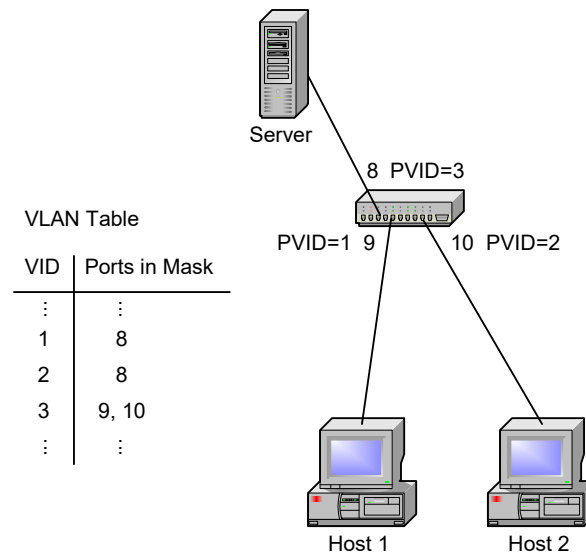 Server
8 PVID=3
PVID=1 9
10 PVID=2
VLAN Table
VID Ports in Mask
⋮ ⋮
1 8
2 8
3 9, 10
⋮ ⋮
Host 1
Host 2